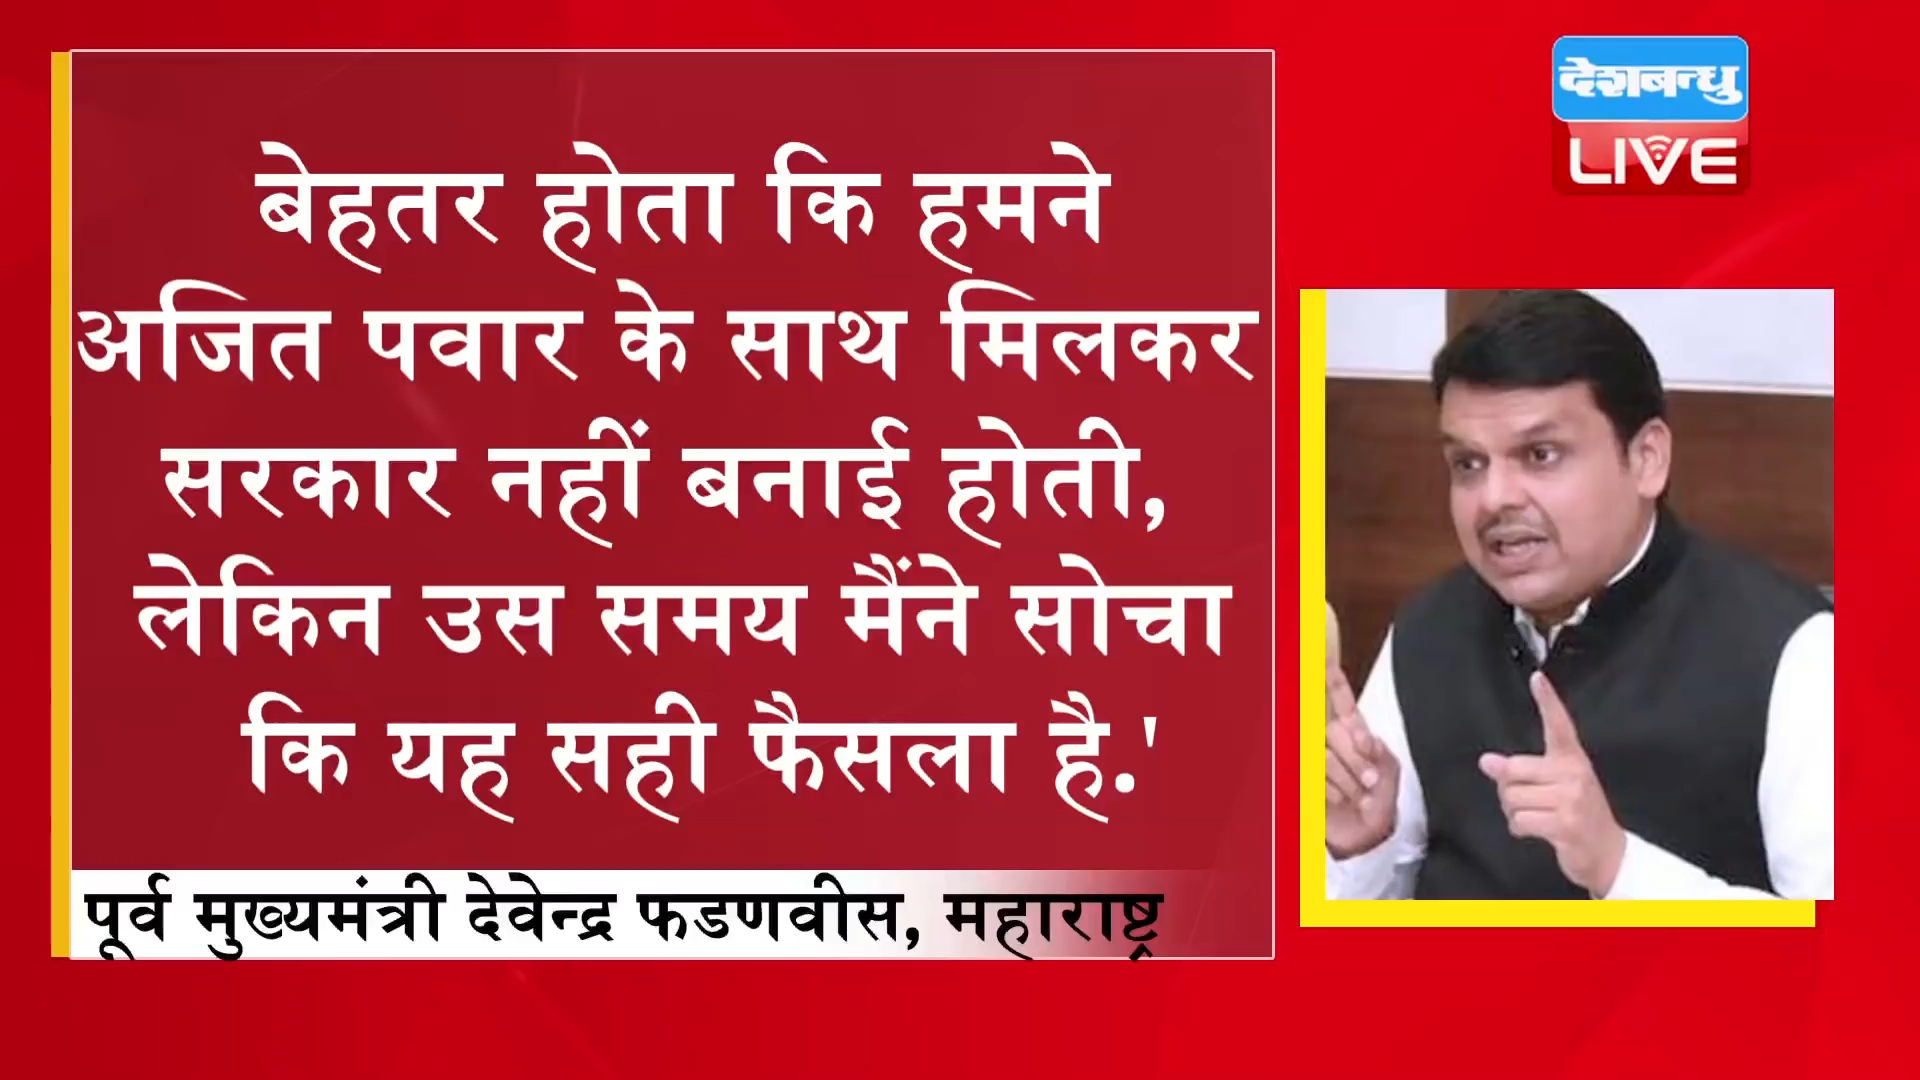 देशबन्धु
LIVE
बेहतर होता कि हमने
अजित पवार के साथ मिलकर
सरकार नहीं बनाई होती,
लेकिन उस समय मैंने सोचा
कि यह सही फैसला है.'
पूर्व मुख्यमंत्री देवेन्द्र फडणवीस, महाराष्ट्र